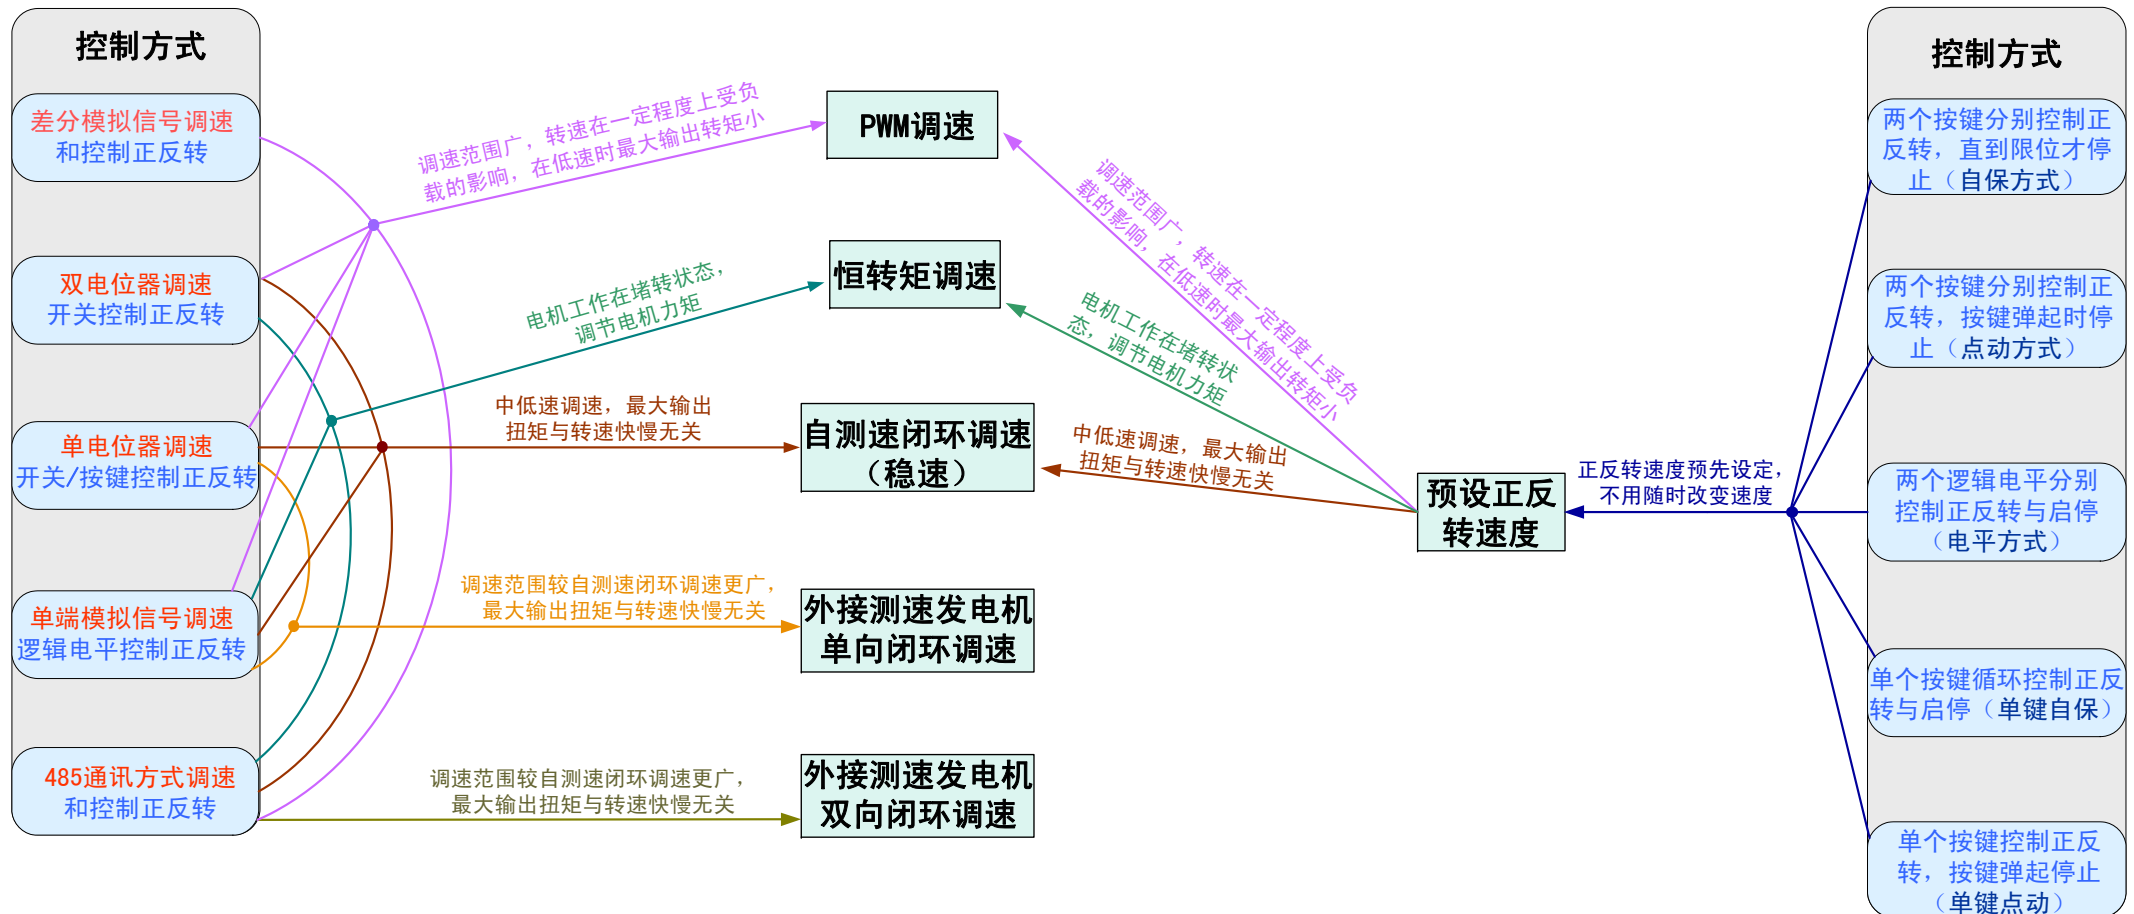 控制方式
差分模拟信号调速
和控制正反转
双电位器调速
开关控制正反转
单电位器调速
开关/按键控制正反转
单端模拟信号调速
逻辑电平控制正反转
485通讯方式调速
和控制正反转
调速范围广，转速在一定程度上受负
载的影响，在低速时最大输出转矩小
电机工作在堵转状态，
调节电机力矩
中低速调速，最大输出
扭矩与转速快慢无关
调速范围较自测速闭环调速更广，
最大输出扭矩与转速快慢无关
调速范围较自测速闭环调速更广，
最大输出扭矩与转速快慢无关
PWM调速
恒转矩调速
自测速闭环调速
（稳速）
外接测速发电机
单向闭环调速
外接测速发电机
双向闭环调速
调速范围广，转速在一定程度上受负
载的影响，在低速时最大输出转矩小
电机工作在堵转状
态，调节电机力矩
中低速调速，最大输出
扭矩与转速快慢无关
预设正反
转速度
正反转速度预先设定，
不用随时改变速度
控制方式
两个按键分别控制正
反转，直到限位才停
止（自保方式）
两个按键分别控制正
反转，按键弹起时停
止（点动方式）
两个逻辑电平分别
控制正反转与启停
（电平方式）
单个按键循环控制正反
转与启停（单键自保）
单个按键控制正反
转，按键弹起停止
（单键点动）